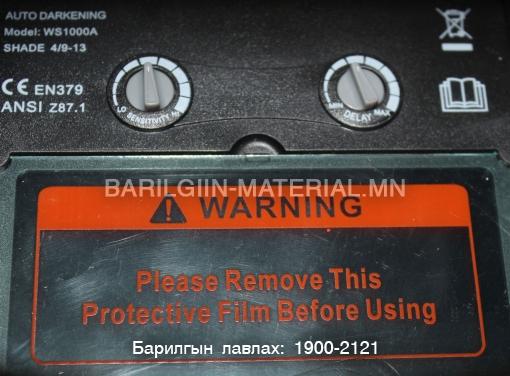 AUTO DARKENING
Model: WS1000A
SHADE 4/9-13
CE EN379
ANSI Z87.1
LO SENSITIVITY HI
MIN DELAY MAX
BARILGIIN-MATERIAL.MN
WARNING
Please Remove This
Protective Film Before Using
Барилгын лавлах: 1900-2121